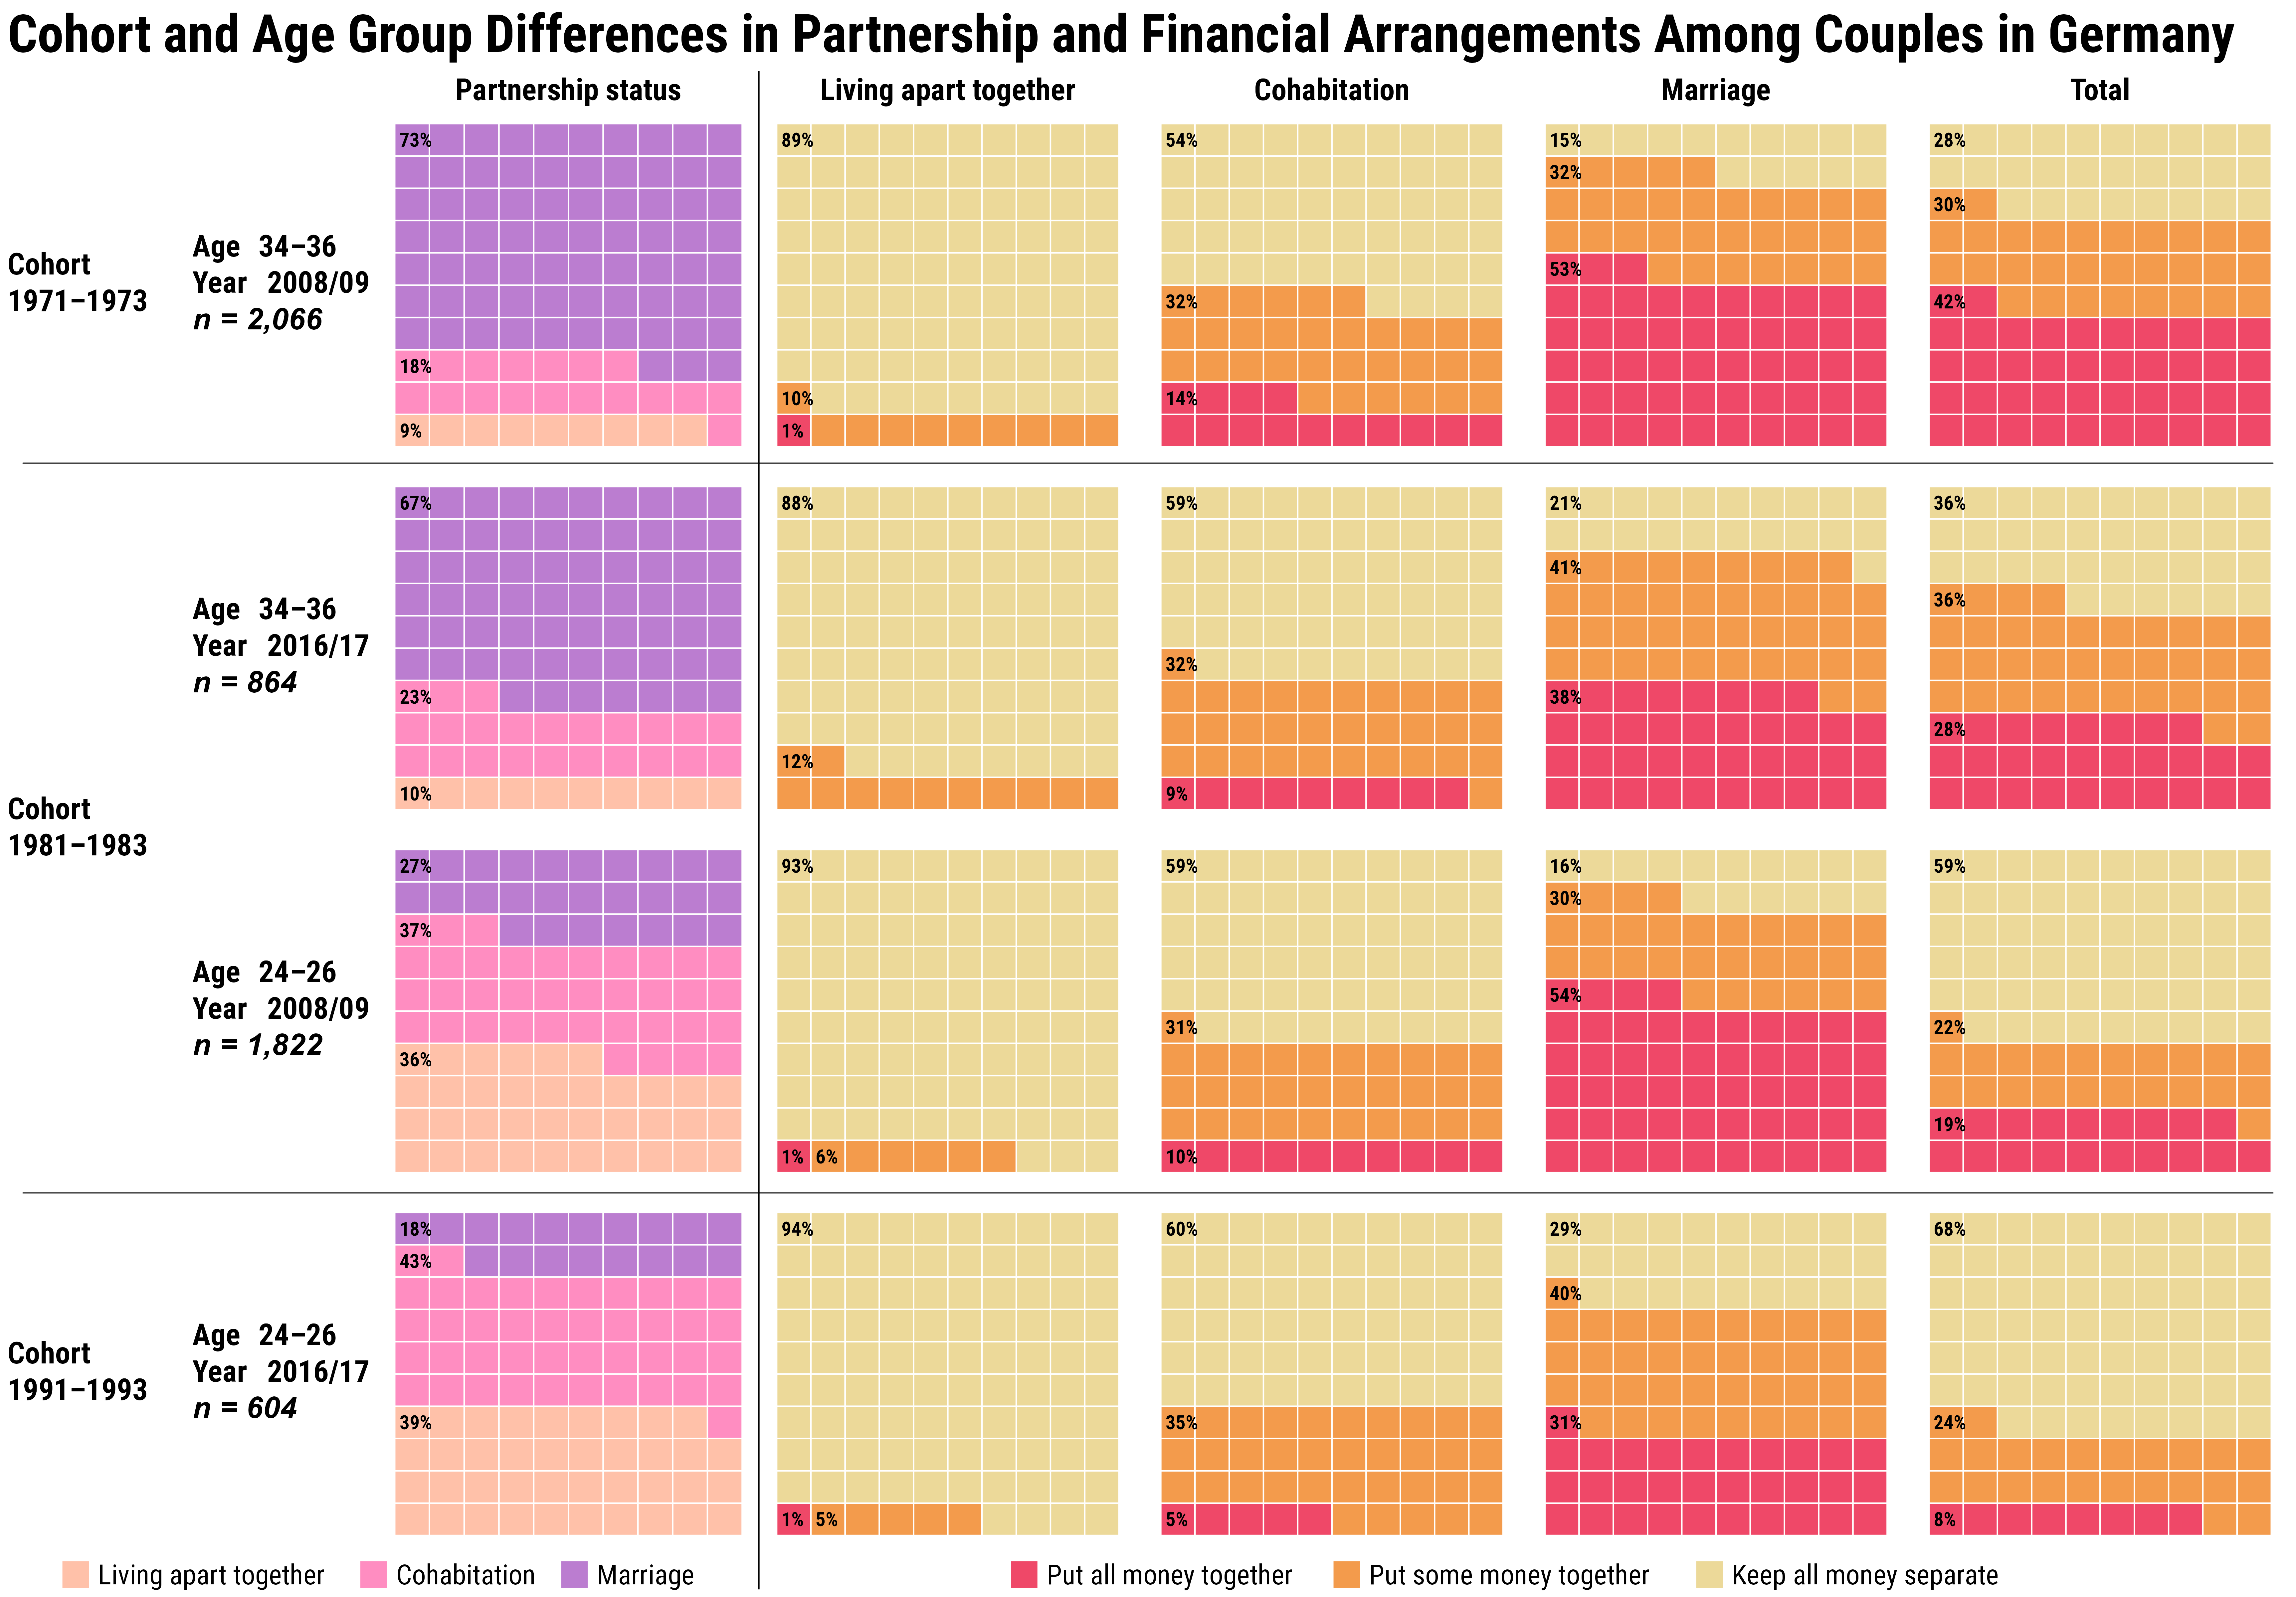 Cohort and Age Group Differences in Partnership and Financial Arrangements Among Couples in Germany
Partnership status
Living apart together
Cohabitation
Marriage
Total
Cohort
1971–1973
Age 34–36
Year 2008/09
n = 2,066
73%
18%
9%
89%
10%
1%
54%
32%
14%
15%
32%
53%
28%
30%
42%
Cohort
1981–1983
Age 34–36
Year 2016/17
n = 864
67%
23%
10%
88%
12%
59%
32%
9%
21%
41%
38%
36%
36%
28%
Age 24–26
Year 2008/09
n = 1,822
27%
37%
36%
93%
1% 6%
59%
31%
10%
16%
30%
54%
59%
22%
19%
Cohort
1991–1993
Age 24–26
Year 2016/17
n = 604
18%
43%
39%
94%
1% 5%
60%
35%
5%
29%
40%
31%
68%
24%
8%
Living apart together
Cohabitation
Marriage
Put all money together
Put some money together
Keep all money separate